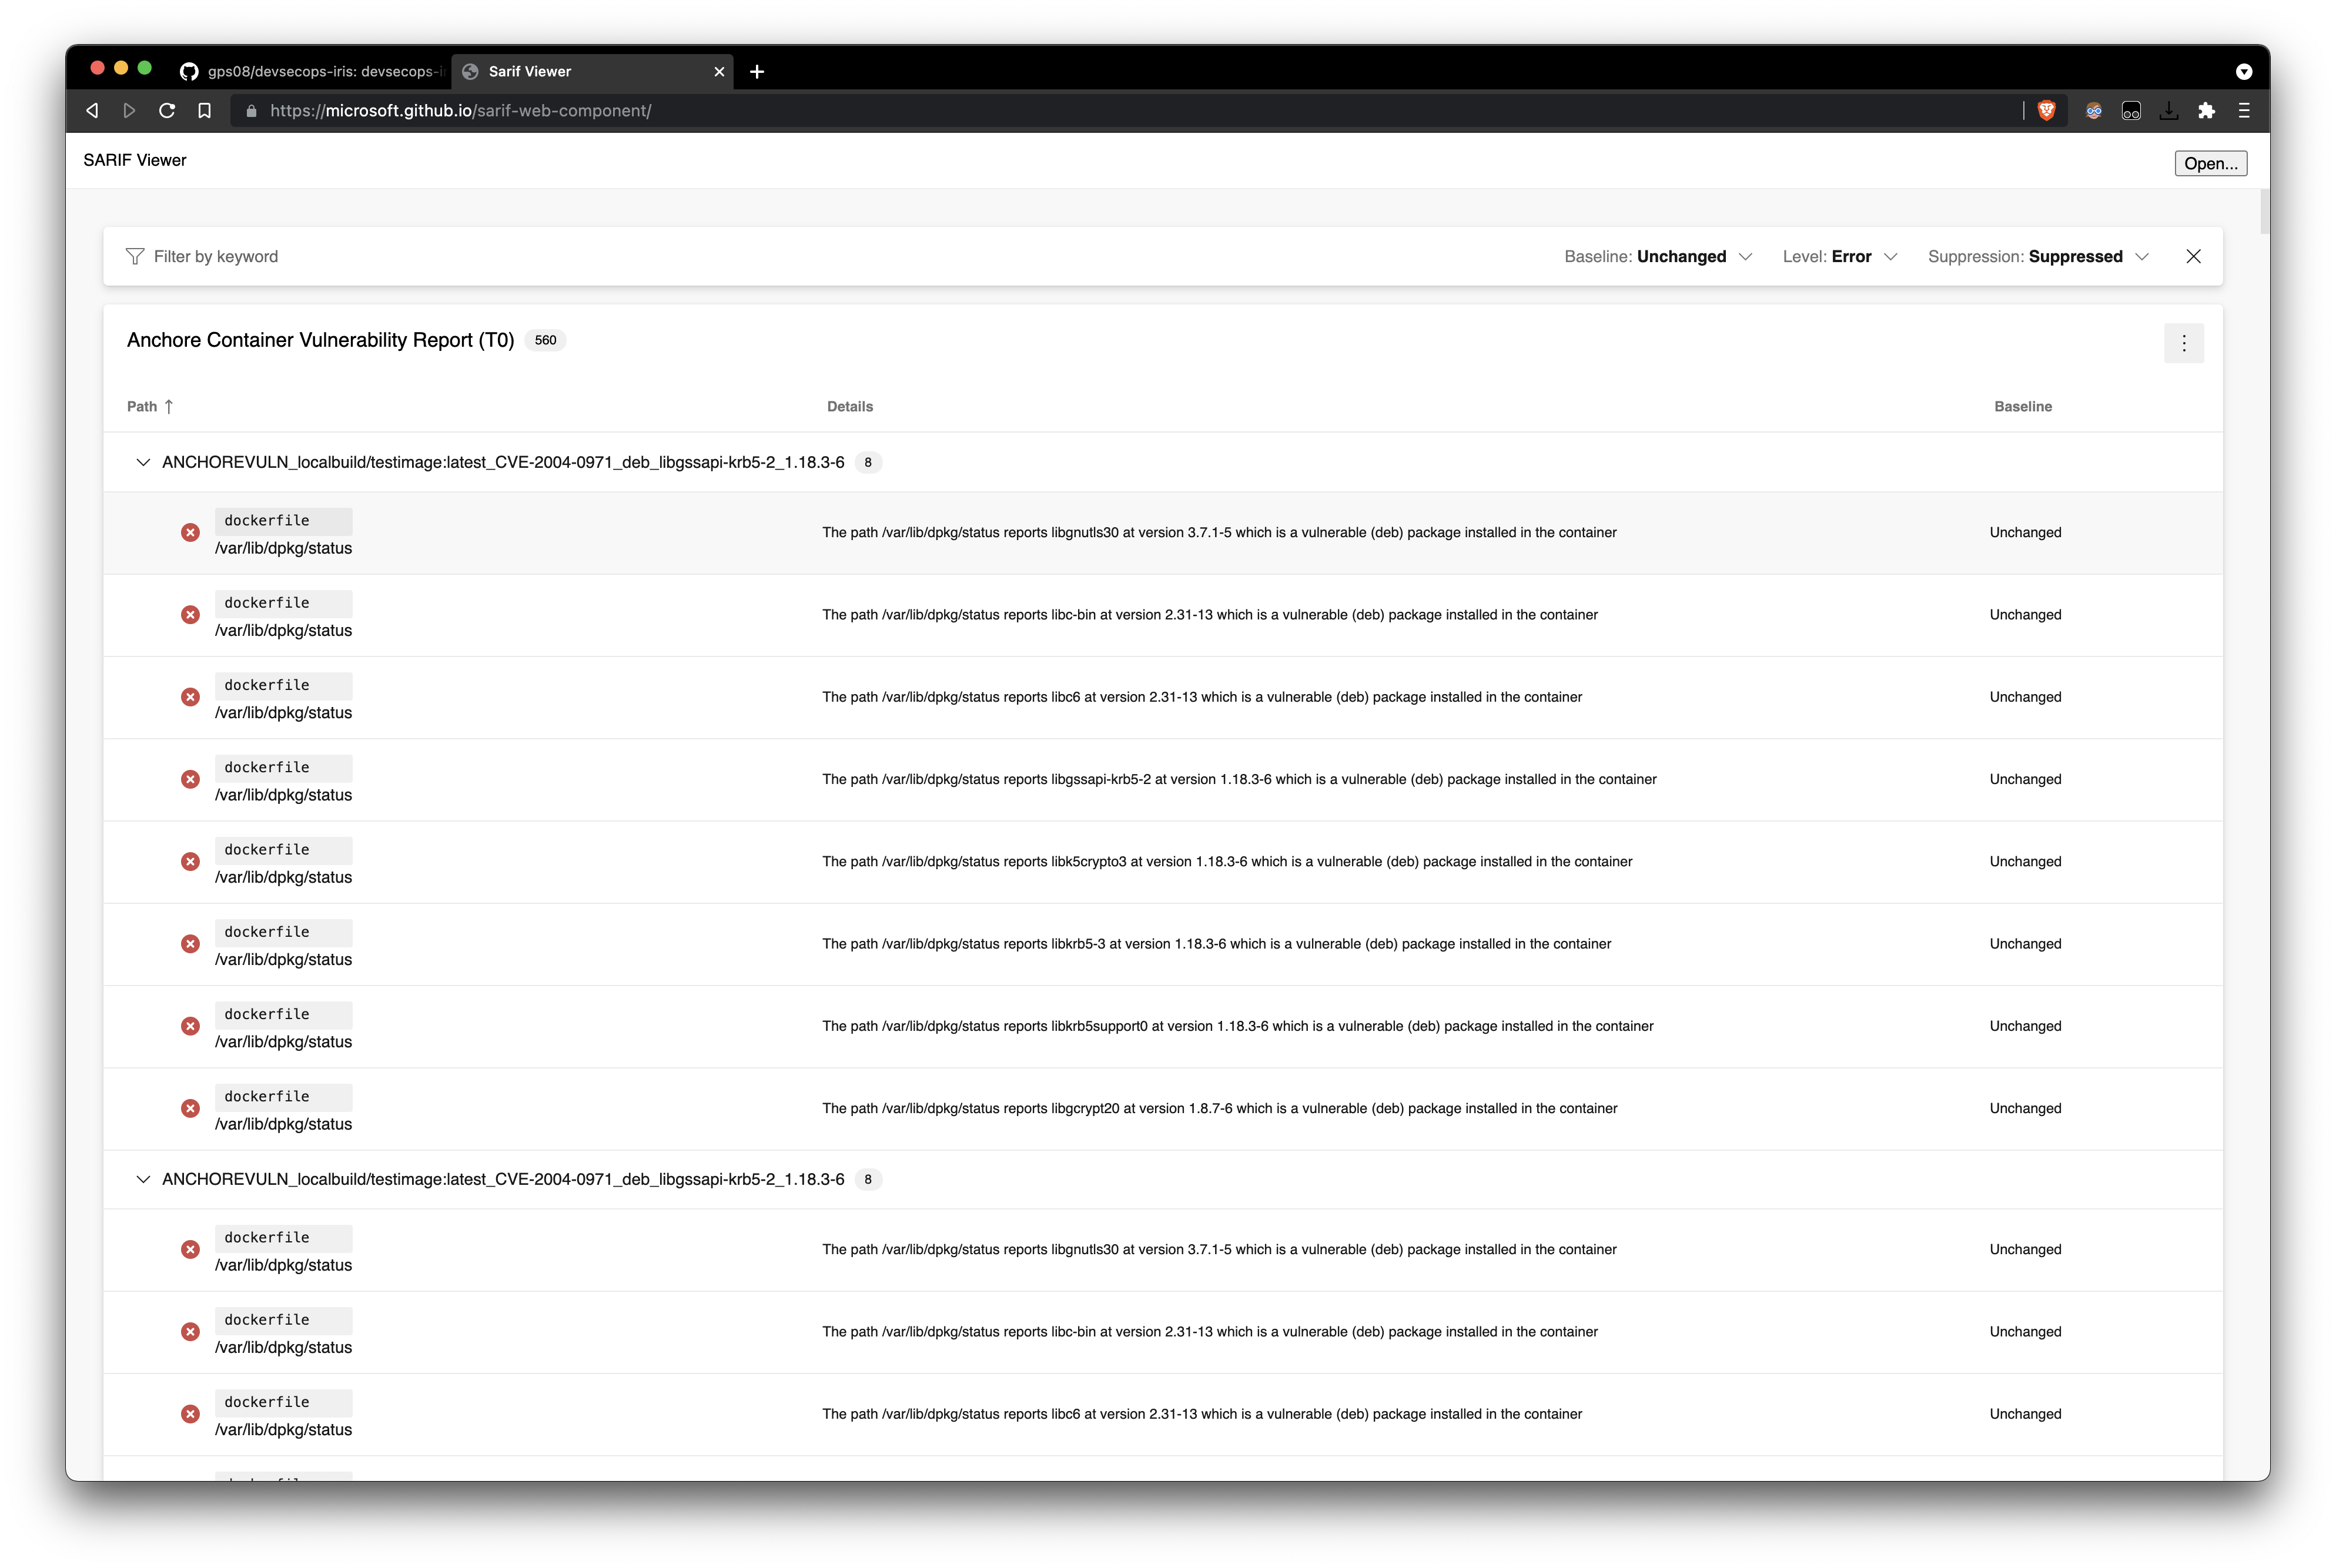 gps08/devsecops-iris: devsecops-i
Sarif Viewer
https://microsoft.github.io/sarif-web-component/
SARIF Viewer
Open...
Filter by keyword
Baseline: Unchanged
Level: Error
Suppression: Suppressed
Anchore Container Vulnerability Report (T0) 560
Path Details Baseline
ANCHOREVULN_localbuild/testimage:latest_CVE-2004-0971_deb_libgssapi-krb5-2_1.18.3-6 8
dockerfile
/var/lib/dpkg/status
The path /var/lib/dpkg/status reports libgnutls30 at version 3.7.1-5 which is a vulnerable (deb) package installed in the container
Unchanged
dockerfile
/var/lib/dpkg/status
The path /var/lib/dpkg/status reports libc-bin at version 2.31-13 which is a vulnerable (deb) package installed in the container
Unchanged
dockerfile
/var/lib/dpkg/status
The path /var/lib/dpkg/status reports libc6 at version 2.31-13 which is a vulnerable (deb) package installed in the container
Unchanged
dockerfile
/var/lib/dpkg/status
The path /var/lib/dpkg/status reports libgssapi-krb5-2 at version 1.18.3-6 which is a vulnerable (deb) package installed in the container
Unchanged
dockerfile
/var/lib/dpkg/status
The path /var/lib/dpkg/status reports libk5crypto3 at version 1.18.3-6 which is a vulnerable (deb) package installed in the container
Unchanged
dockerfile
/var/lib/dpkg/status
The path /var/lib/dpkg/status reports libkrb5-3 at version 1.18.3-6 which is a vulnerable (deb) package installed in the container
Unchanged
dockerfile
/var/lib/dpkg/status
The path /var/lib/dpkg/status reports libkrb5support0 at version 1.18.3-6 which is a vulnerable (deb) package installed in the container
Unchanged
dockerfile
/var/lib/dpkg/status
The path /var/lib/dpkg/status reports libgcrypt20 at version 1.8.7-6 which is a vulnerable (deb) package installed in the container
Unchanged
ANCHOREVULN_localbuild/testimage:latest_CVE-2004-0971_deb_libgssapi-krb5-2_1.18.3-6 8
dockerfile
/var/lib/dpkg/status
The path /var/lib/dpkg/status reports libgnutls30 at version 3.7.1-5 which is a vulnerable (deb) package installed in the container
Unchanged
dockerfile
/var/lib/dpkg/status
The path /var/lib/dpkg/status reports libc-bin at version 2.31-13 which is a vulnerable (deb) package installed in the container
Unchanged
dockerfile
/var/lib/dpkg/status
The path /var/lib/dpkg/status reports libc6 at version 2.31-13 which is a vulnerable (deb) package installed in the container
Unchanged